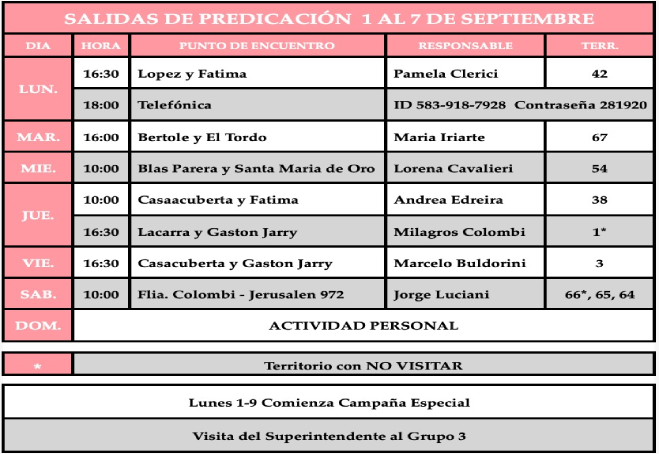 SALIDAS DE PREDICACIÓN 1 AL 7 DE SEPTIEMBRE
DIA HORA PUNTO DE ENCUENTRO RESPONSABLE TERR.
LUN. 16:30 Lopez y Fatima Pamela Clerici 42
18:00 Telefónica ID 583-918-7928 Contraseña 281920
MAR. 16:00 Bertole y El Tordo Maria Iriarte 67
MIE. 10:00 Blas Parera y Santa Maria de Oro Lorena Cavalieri 54
JUE. 10:00 Casaacuberta y Fatima Andrea Edreira 38
16:30 Lacarra y Gaston Jarry Milagros Colombi 1*
VIE. 16:30 Casacuberta y Gaston Jarry Marcelo Buldorini 3
SAB. 10:00 Flia. Colombi - Jerusalen 972 Jorge Luciani 66*, 65, 64
DOM. ACTIVIDAD PERSONAL
* Territorio con NO VISITAR
Lunes 1-9 Comienza Campaña Especial
Visita del Superintendente al Grupo 3